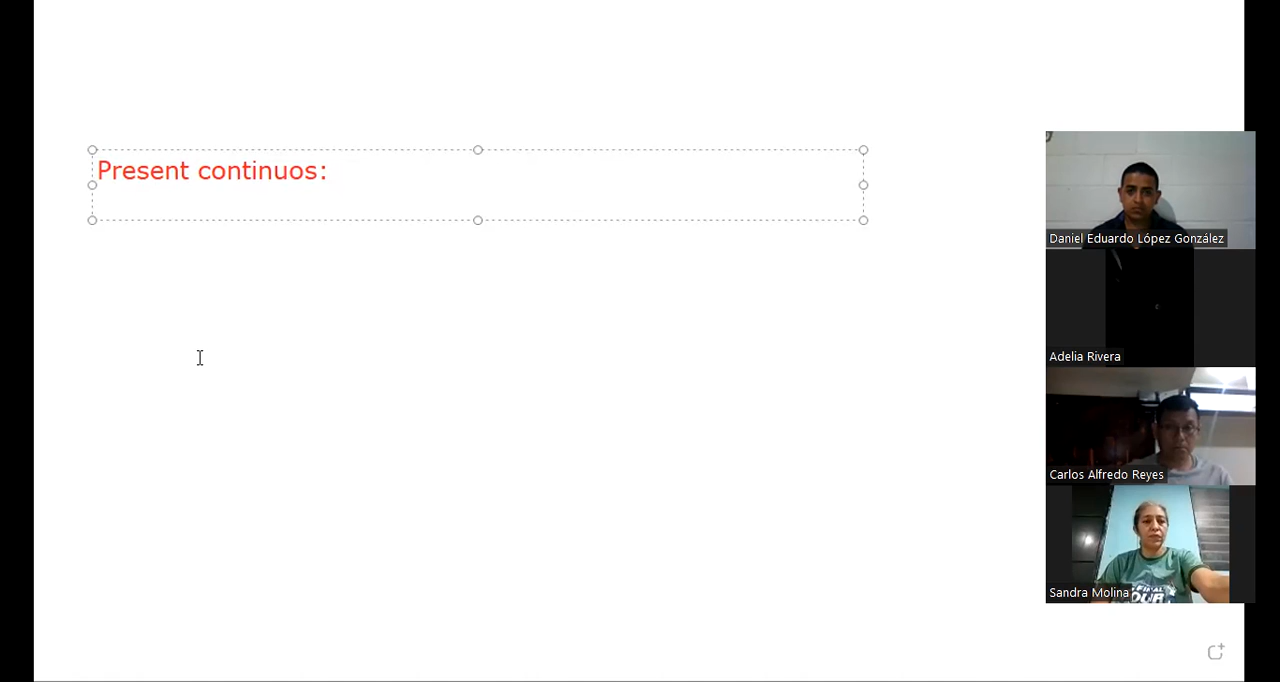 Present continuos:
Daniel Eduardo López González
Adelia Rivera
Carlos Alfredo Reyes
Sandra Molina